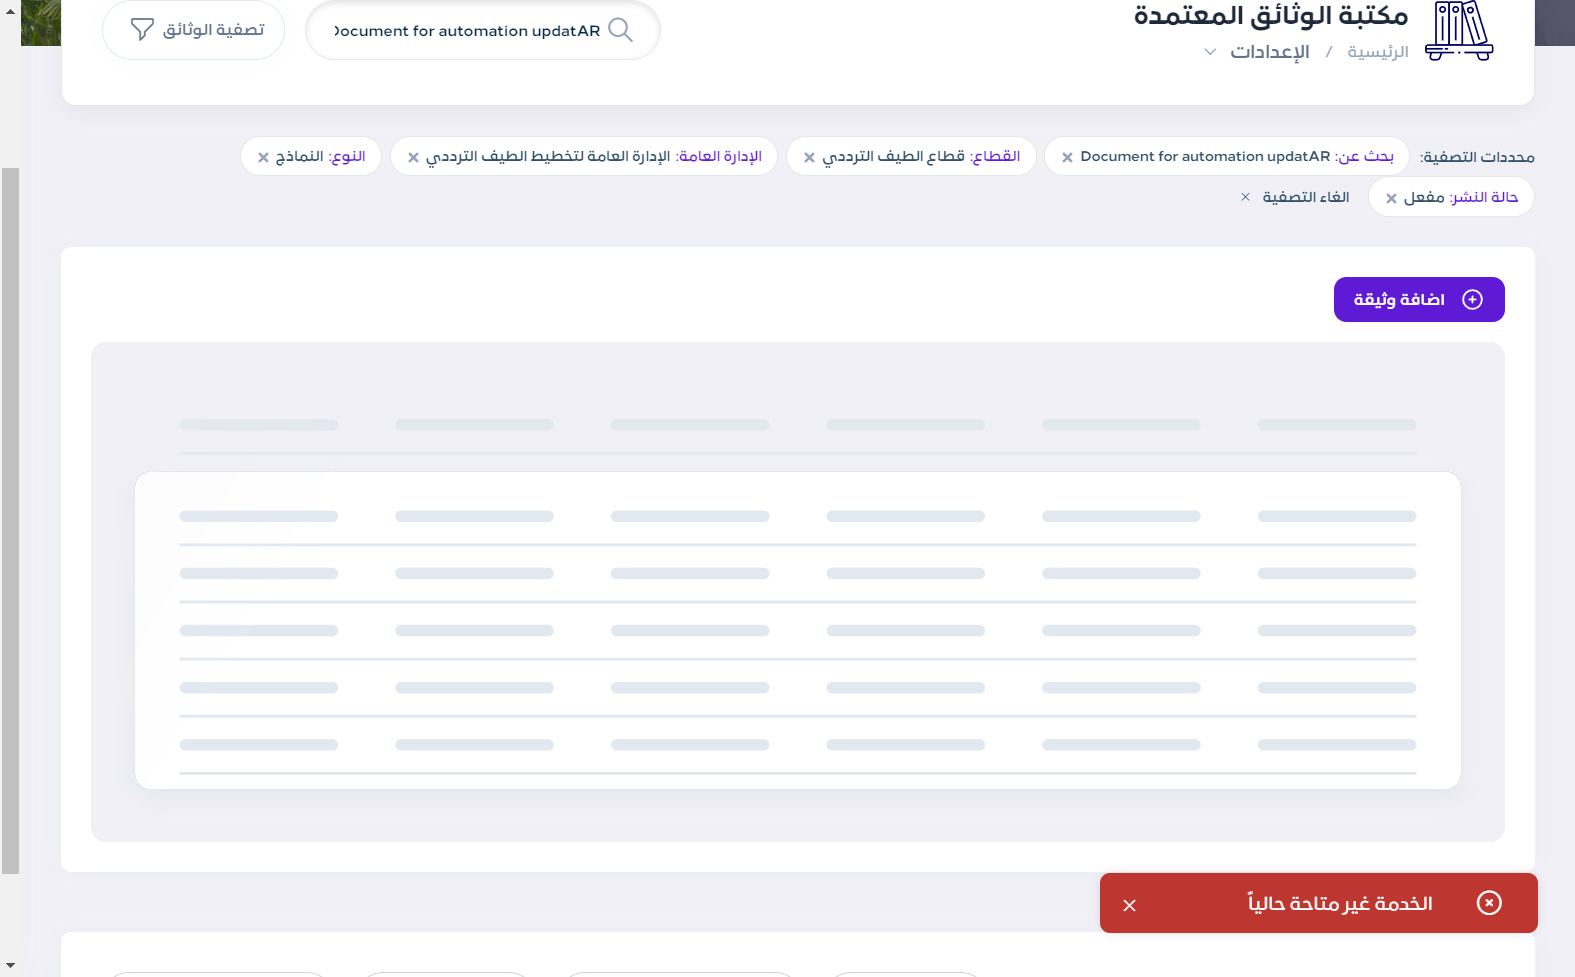 مكتبة الوثائق المعتمدة
الرئيسية / الإعدادات
Document for automation updatAR
تصفية الوثائق
محددات التصفية:
بحث عن: Document for automation updatAR
القطاع: قطاع الطيف الترددي
الإدارة العامة: الإدارة العامة لتخطيط الطيف الترددي
النوع: النماذج
حالة النشر: مفعل
الغاء التصفية
اضافة وثيقة
الخدمة غير متاحة حالياً